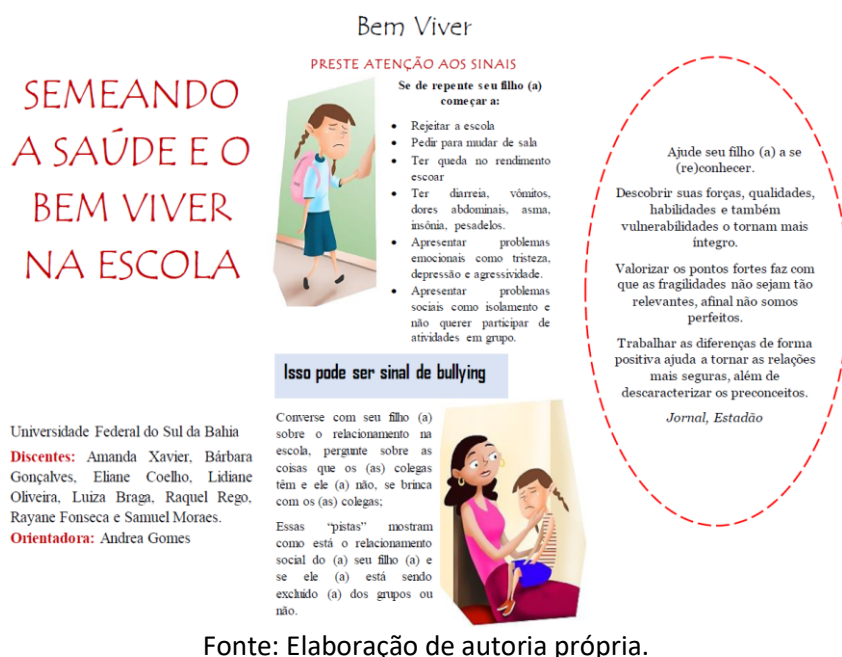 SEMEANDO
A SAÚDE E O
BEM VIVER
NA ESCOLA
Universidade Federal do Sul da Bahia
Discentes: Amanda Xavier, Bárbara
Gonçalves, Eliane Coelho, Lidiane
Oliveira, Luiza Braga, Raquel Rego,
Rayane Fonseca e Samuel Moraes.
Orientadora: Andrea Gomes
Bem Viver
PRESTE ATENÇÃO AOS SINAIS
Se de repente seu filho (a)
começar a:
• Rejeitar a escola
• Pedir para mudar de sala
• Ter queda no rendimento
escoar
• Ter diarreia, vômitos,
dores abdominais, asma,
insônia, pesadelos.
• Apresentar problemas
emocionais como tristeza,
depressão e agressividade.
• Apresentar problemas
sociais como isolamento e
não querer participar de
atividades em grupo.
Isso pode ser sinal de bullying
Converse com seu filho (a)
sobre o relacionamento na
escola, pergunte sobre as
coisas que os (as) colegas
têm e ele (a) não, se brinca
com os (as) colegas;
Essas “pistas” mostram
como está o relacionamento
social do (a) seu filho (a) e
se ele (a) está sendo
excluído (a) dos grupos ou
não.
Ajude seu filho (a) a se
(re)conhecer.
Descobrir suas forças, qualidades,
habilidades e também
vulnerabilidades o tornam mais
íntegro.
Valorizar os pontos fortes faz com
que as fragilidades não sejam tão
relevantes, afinal não somos
perfeitos.
Trabalhar as diferenças de forma
positiva ajuda a tornar as relações
mais seguras, além de
descaracterizar os preconceitos.
Jornal, Estadão
Fonte: Elaboração de autoria própria.